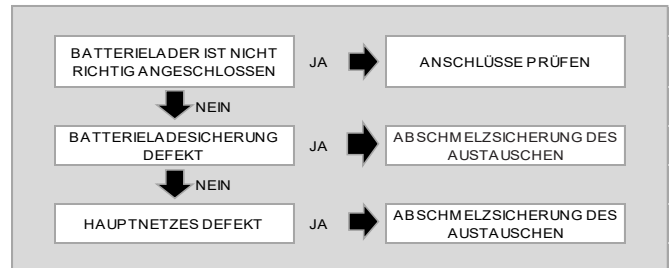 BATTERIELADER IST NICHT
RICHTIG ANGESCHLOSSEN
JA
ANSCHLÜSSE PRÜFEN
NEIN
BATTERIELADESICHERUNG
DEFEKT
JA
ABSCHMELZSICHERUNG DES
AUSTAUSCHEN
NEIN
HAUPTNETZES DEFEKT
JA
ABSCHMELZSICHERUNG DES
AUSTAUSCHEN